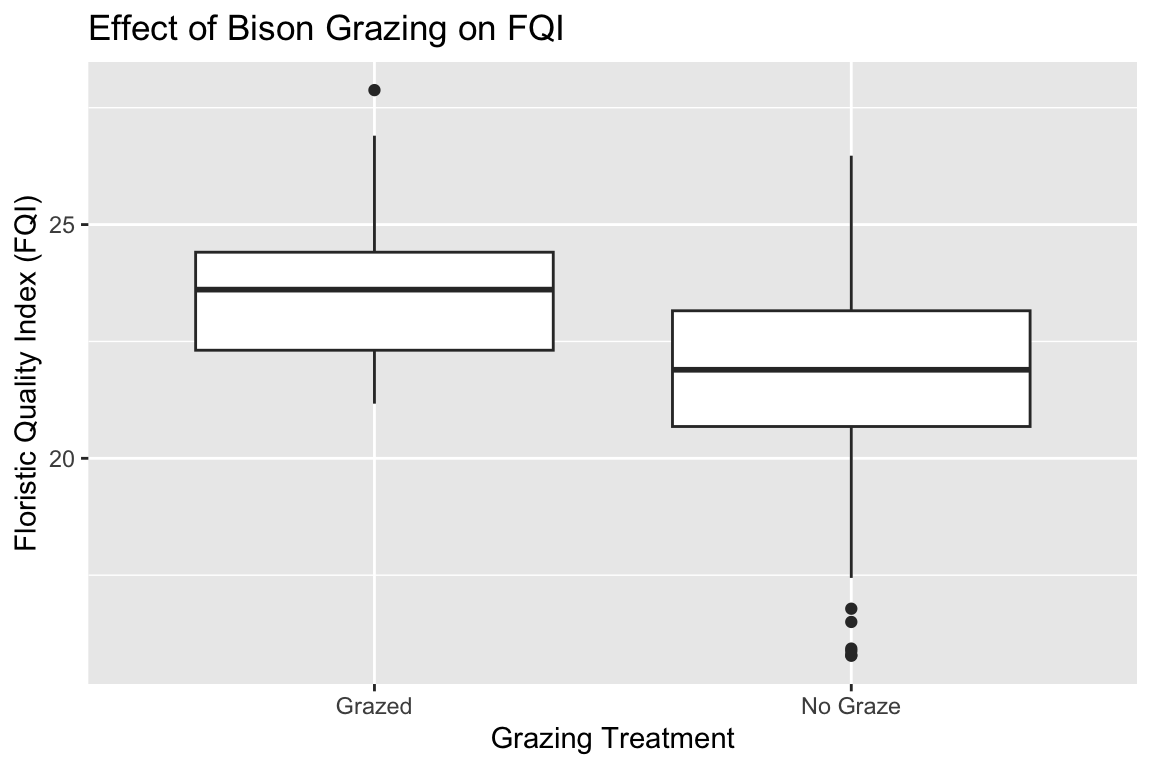 Effect of Bison Grazing on FQI
Floristic Quality Index (FQI)
25
20
Grazed
No Graze
Grazing Treatment